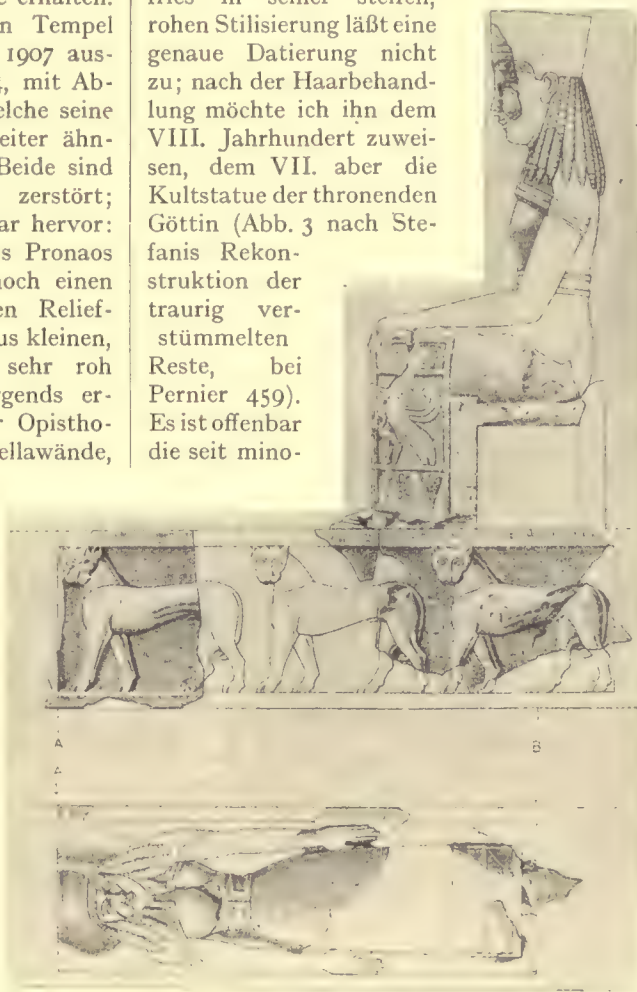 e erhalten.
n Tempel
1907 aus-
, mit Ab-
elche seine
eiter ähn-
Beide sind
zerstört;
ar hervor:
s Pronaos
noch einen
en Relief-
us kleinen,
sehr roh
rgends er-
r Opistho-
ellawände,
fries in seiner steifen,
rohen Stilisierung läßt eine
genaue Datierung nicht
zu; nach der Haarbehand-
lung möchte ich ihn dem
VIII. Jahrhundert zuwei-
sen, dem VII. aber die
Kultstatue der thronenden
Göttin (Abb. 3 nach Ste-
fanis Rekon-
struktion der
traurig ver-
stümmelten
Reste, bei
Pernier 459).
Es ist offenbar
die seit mino-
A
B